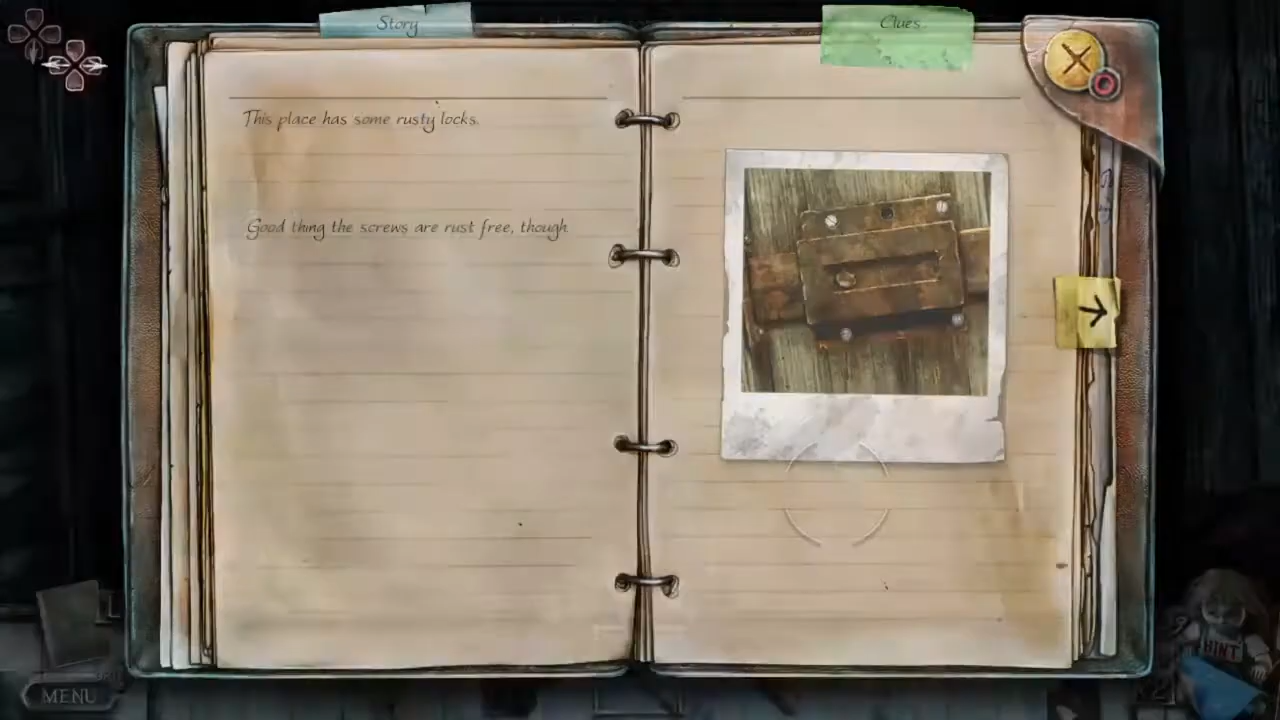 Story
Clues
This place has some rusty locks.
Good thing the screws are rust free, though.
MENU
HINT